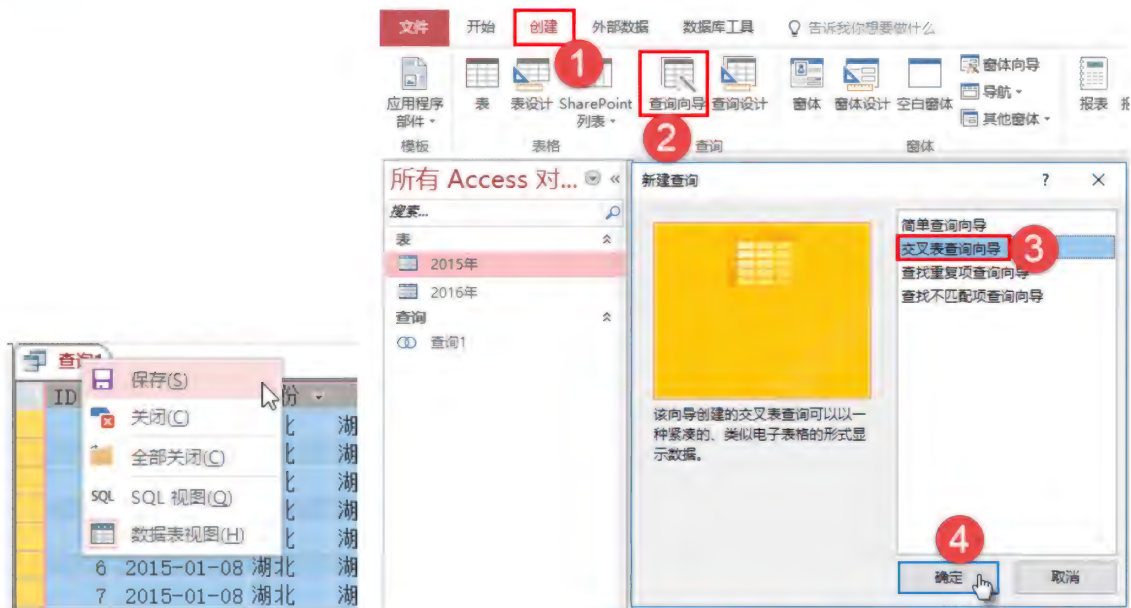 文件 开始 创建 外部数据 数据库工具 告诉我你想要做什么
1
应用程序部件 表 表设计 SharePoint列表 查询向导 查询设计 窗体 窗体设计 空白窗体 窗体向导 导航 其他窗体 报表
2
模板 表格 查询 窗体
所有 Access 对...
搜索...
表
2015年
2016年
查询
查询1
新建查询 ? ×
简单查询向导
交叉表查询向导
3
查找重复项查询向导
查找不匹配项查询向导
该向导创建的交叉表查询可以以一
种紧凑的、类似电子表格的形式显
示数据。
4
确定 取消
查询1
ID 份
保存(S)
关闭(C)
全部关闭(C)
SQL SQL 视图(Q)
数据表视图(H)
北 湖
北 湖
北 湖
北 湖
北 湖
6 2015-01-08 湖北 湖
7 2015-01-08 湖北 湖